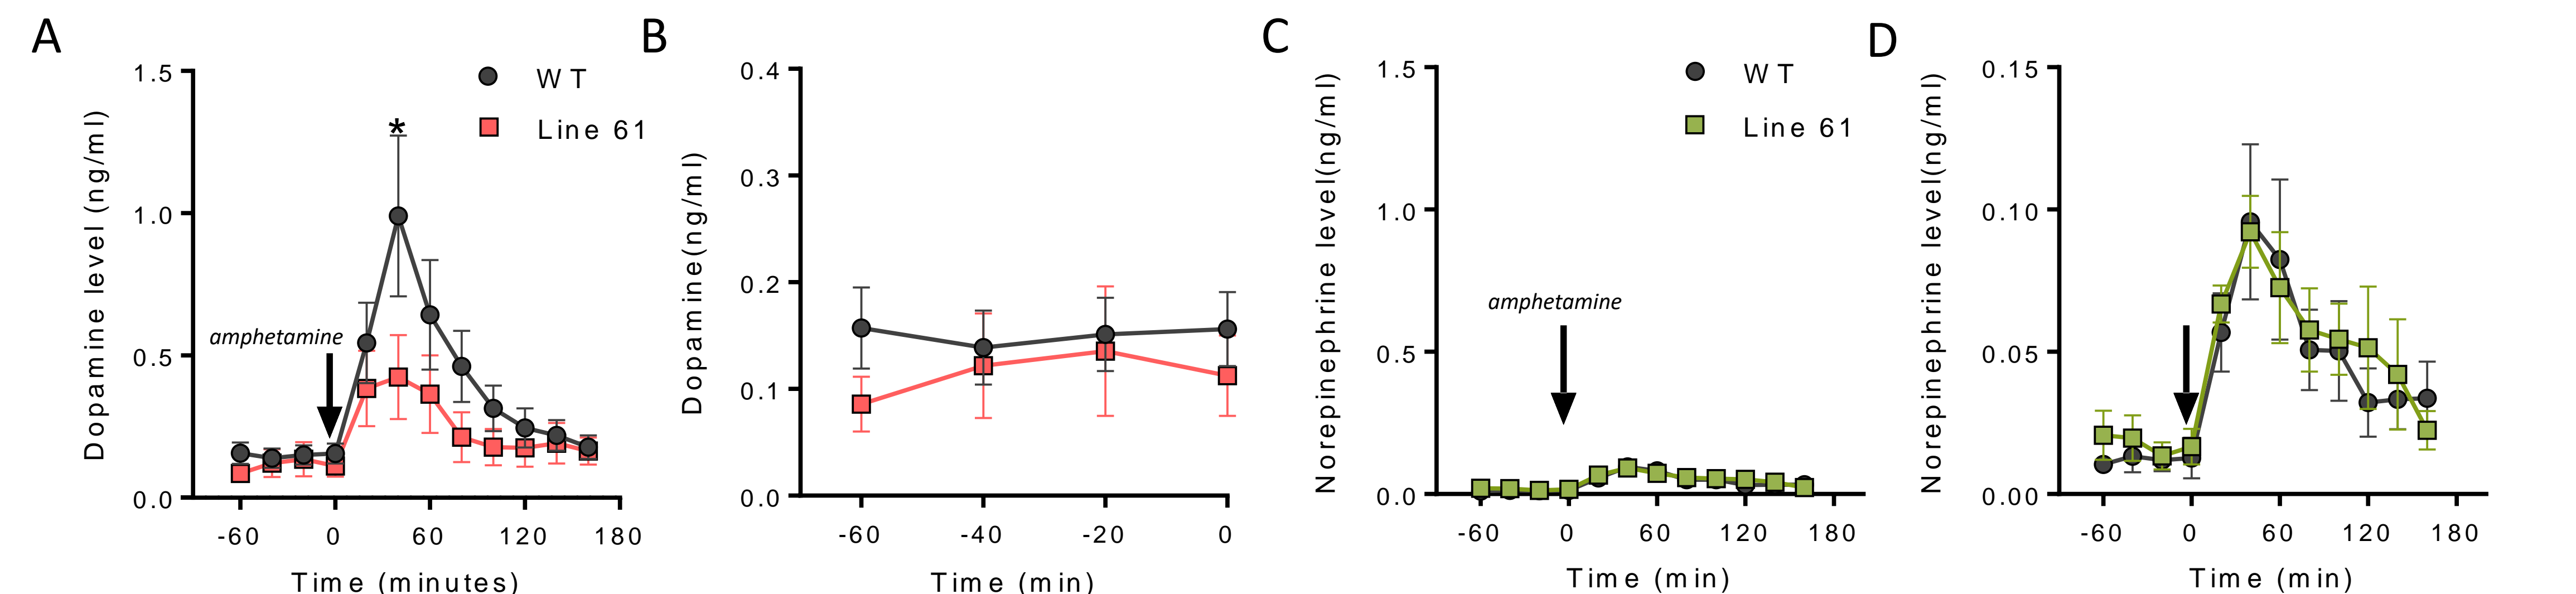 A
Dopamine level (ng/ml)
1.5
1.0
0.5
0.0
WT
Line 61
*
amphetamine
-60 0 60 120 180
Time (minutes)
B
Dopamine(ng/ml)
0.4
0.3
0.2
0.1
0.0
-60 -40 -20 0
Time (min)
C
Norepinephrine level(ng/ml)
1.5
1.0
0.5
0.0
WT
Line 61
amphetamine
-60 0 60 120 180
Time (min)
D
Norepinephrine level(ng/ml)
0.15
0.10
0.05
0.00
-60 0 60 120 180
Time (min)